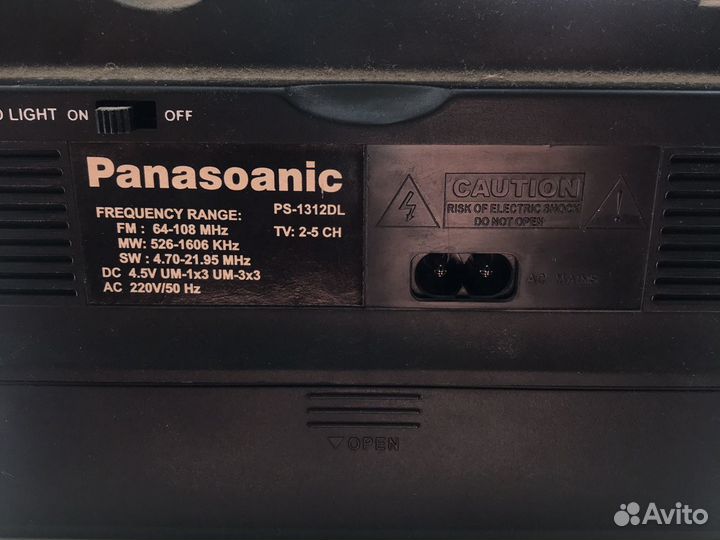 LIGHT ON OFF
Panasoanic
PS-1312DL
FREQUENCY RANGE:
FM : 64-108 MHz TV: 2-5 CH
MW: 526-1606 KHz
SW : 4.70-21.95 MHz
DC 4.5V UM-1x3 UM-3x3
AC 220V/50 Hz
CAUTION
RISK OF ELECTRIC SHOCK
DO NOT OPEN
AC MAINS
OPEN
Avito